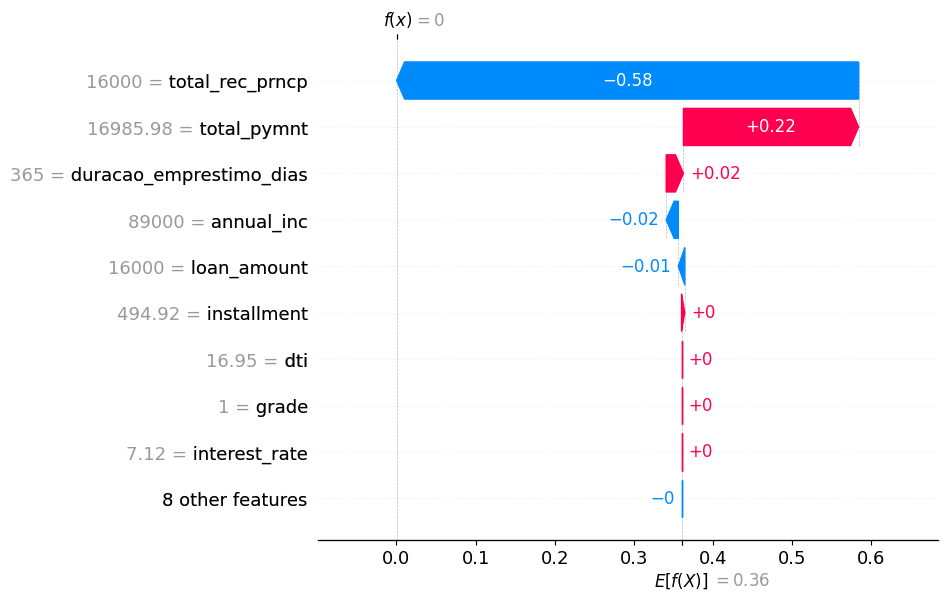 f(x) = 0
16000 = total_rec_prncp
−0.58
16985.98 = total_pymnt
+0.22
365 = duracao_emprestimo_dias
+0.02
89000 = annual_inc
−0.02
16000 = loan_amount
−0.01
494.92 = installment
+0
16.95 = dti
+0
1 = grade
+0
7.12 = interest_rate
+0
8 other features
−0
0.0 0.1 0.2 0.3 0.4 0.5 0.6
E[f(X)] = 0.36